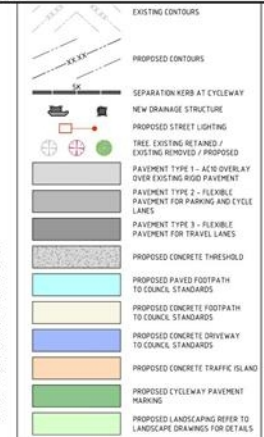 EXISTING CONTOURS
XX.XX
PROPOSED CONTOURS
SK
SEPARATION KERB AT CYCLEWAY
NEW DRAINAGE STRUCTURE
PROPOSED STREET LIGHTING
TREE. EXISTING RETAINED /
EXISTING REMOVED / PROPOSED
PAVEMENT TYPE 1 - AC10 OVERLAY
OVER EXISTING RIGID PAVEMENT
PAVEMENT TYPE 2 - FLEXIBLE
PAVEMENT FOR PARKING AND CYCLE
LANES
PAVEMENT TYPE 3 - FLEXIBLE
PAVEMENT FOR TRAVEL LANES
PROPOSED CONCRETE THRESHOLD
PROPOSED PAVED FOOTPATH
TO COUNCIL STANDARDS
PROPOSED CONCRETE FOOTPATH
TO COUNCIL STANDARDS
PROPOSED CONCRETE DRIVEWAY
TO COUNCIL STANDARDS
PROPOSED CONCRETE TRAFFIC ISLAND
PROPOSED CYCLEWAY PAVEMENT
MARKING
PROPOSED LANDSCAPING REFER TO
LANDSCAPE DRAWINGS FOR DETAILS